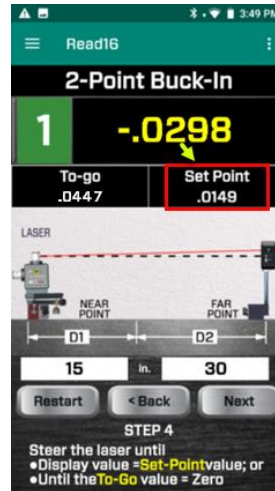 3:49 PM
Read16
2-Point Buck-In
1
-.0298
To-go
.0447
Set Point
.0149
LASER
NEAR
POINT
FAR
POINT
D1
D2
15
in.
30
Restart
< Back
Next
STEP 4
Steer the laser until
•Display value =Set-Pointvalue; or
•Until theTo-Go value = Zero